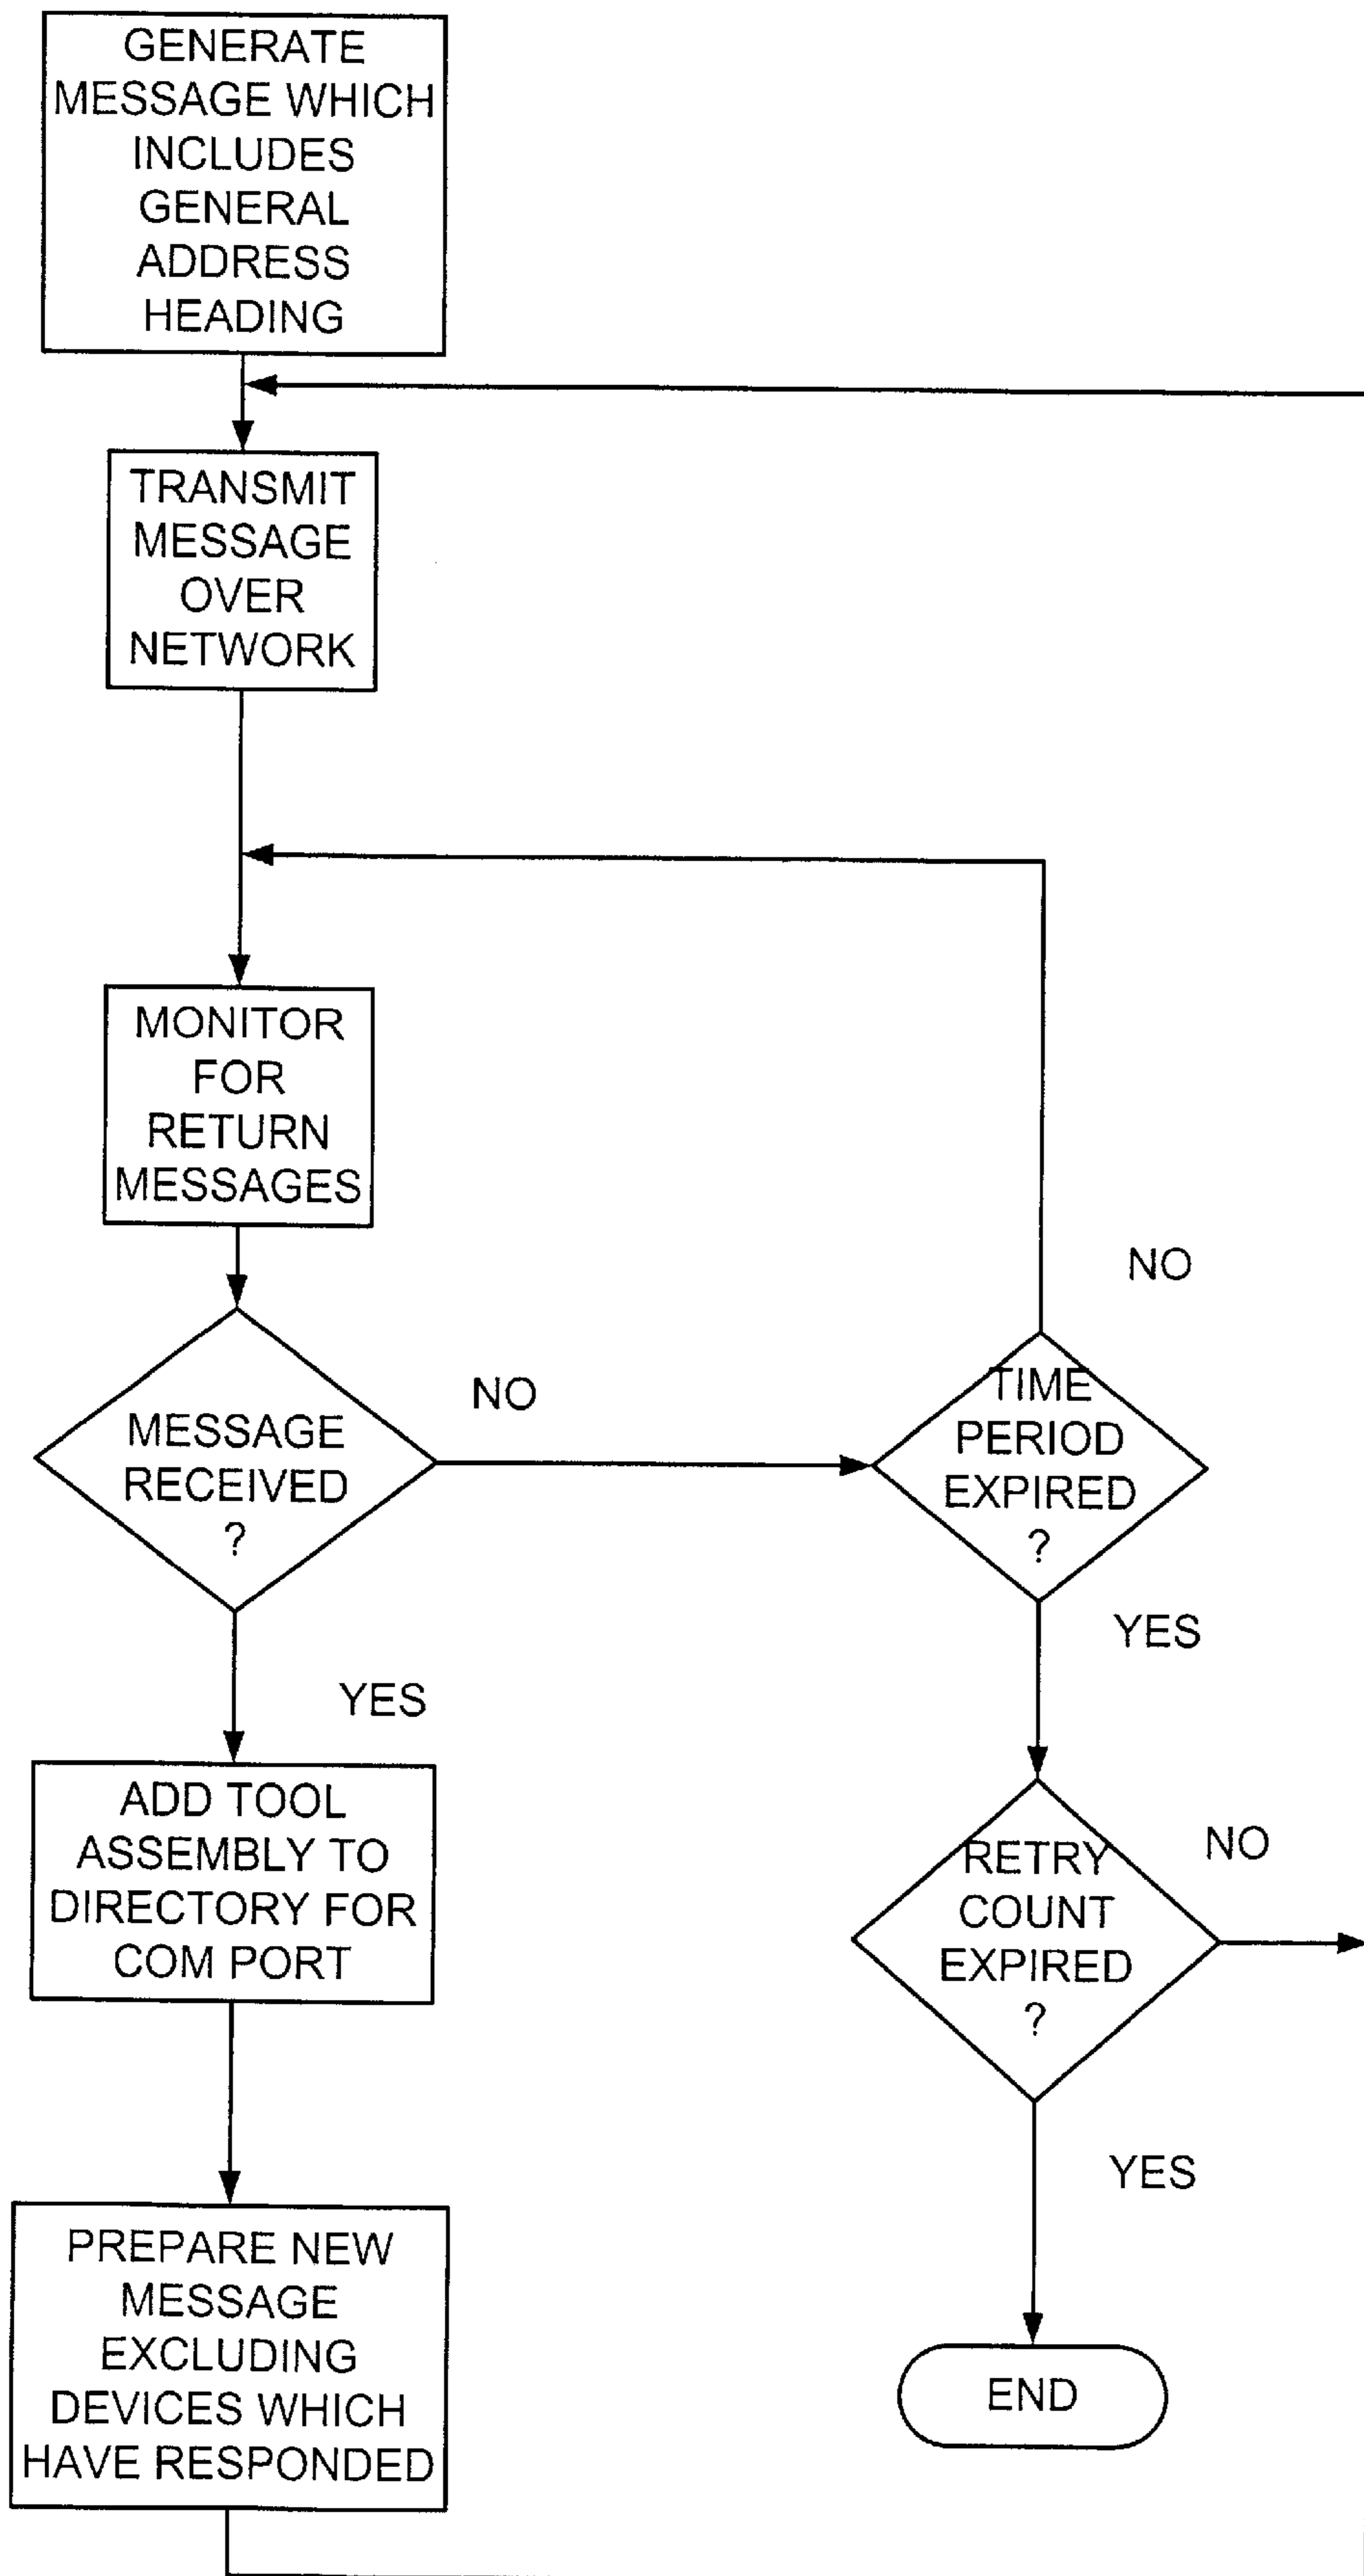 GENERATE
MESSAGE WHICH
INCLUDES
GENERAL
ADDRESS
HEADING
TRANSMIT
MESSAGE
OVER
NETWORK
MONITOR
FOR
RETURN
MESSAGES
NO
MESSAGE
RECEIVED
?
NO
TIME
PERIOD
EXPIRED
?
YES
YES
ADD TOOL
ASSEMBLY TO
DIRECTORY FOR
COM PORT
RETRY
COUNT
EXPIRED
?
NO
YES
PREPARE NEW
MESSAGE
EXCLUDING
DEVICES WHICH
HAVE RESPONDED
END